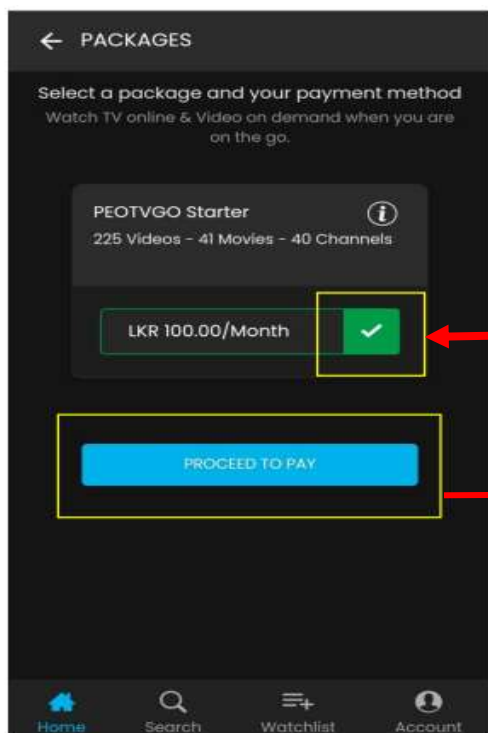 PACKAGES
Select a package and your payment method
Watch TV online & Video on demand when you are
on the go.
PEOTVGO Starter
225 Videos - 41 Movies - 40 Channels
LKR 100.00/Month
PROCEED TO PAY
Home
Search
Watchlist
Account